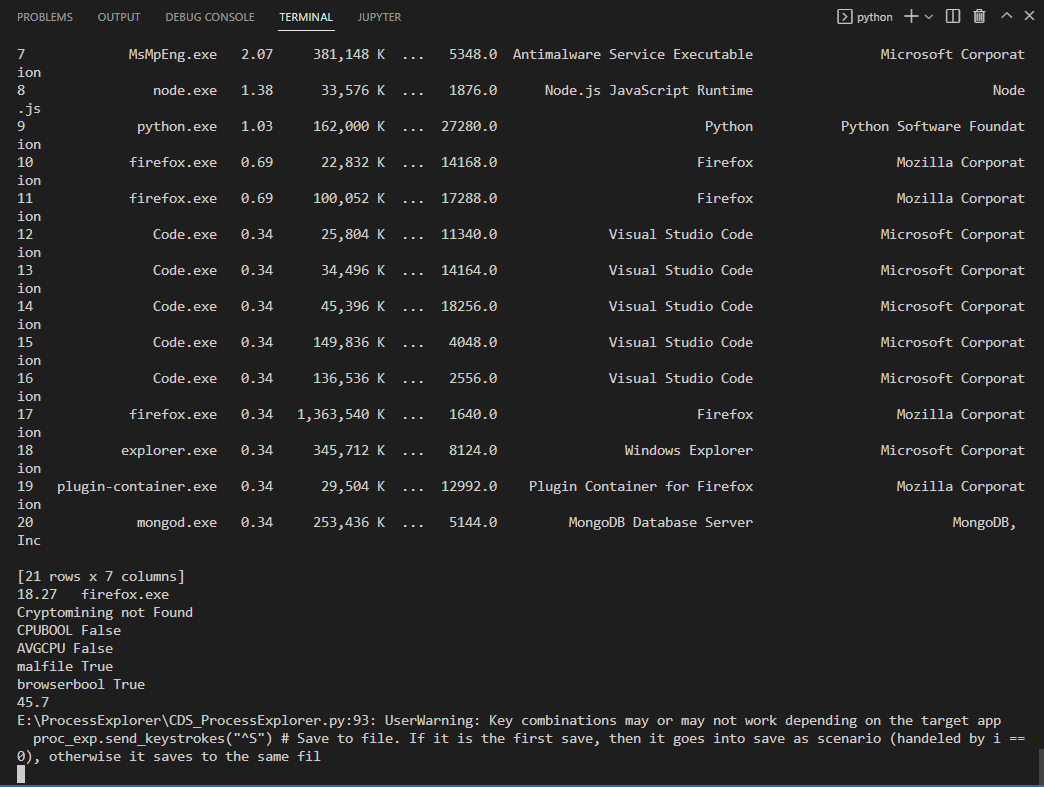 PROBLEMS OUTPUT DEBUG CONSOLE TERMINAL JUPYTER python
7 MsMpEng.exe 2.07 381,148 K ... 5348.0 Antimalware Service Executable Microsoft Corporat
ion
8 node.exe 1.38 33,576 K ... 1876.0 Node.js JavaScript Runtime Node
.js
9 python.exe 1.03 162,000 K ... 27280.0 Python Python Software Foundat
ion
10 firefox.exe 0.69 22,832 K ... 14168.0 Firefox Mozilla Corporat
ion
11 firefox.exe 0.69 100,052 K ... 17288.0 Firefox Mozilla Corporat
ion
12 Code.exe 0.34 25,804 K ... 11340.0 Visual Studio Code Microsoft Corporat
ion
13 Code.exe 0.34 34,496 K ... 14164.0 Visual Studio Code Microsoft Corporat
ion
14 Code.exe 0.34 45,396 K ... 18256.0 Visual Studio Code Microsoft Corporat
ion
15 Code.exe 0.34 149,836 K ... 4048.0 Visual Studio Code Microsoft Corporat
ion
16 Code.exe 0.34 136,536 K ... 2556.0 Visual Studio Code Microsoft Corporat
ion
17 firefox.exe 0.34 1,363,540 K ... 1640.0 Firefox Mozilla Corporat
ion
18 explorer.exe 0.34 345,712 K ... 8124.0 Windows Explorer Microsoft Corporat
ion
19 plugin-container.exe 0.34 29,504 K ... 12992.0 Plugin Container for Firefox Mozilla Corporat
ion
20 mongod.exe 0.34 253,436 K ... 5144.0 MongoDB Database Server MongoDB,
Inc
[21 rows x 7 columns]
18.27 firefox.exe
Cryptomining not Found
CPUBOOL False
AVGCPU False
malfile True
browserbool True
45.7
E:\ProcessExplorer\CDS_ProcessExplorer.py:93: UserWarning: Key combinations may or may not work depending on the target app
proc_exp.send_keystrokes("^S") # Save to file. If it is the first save, then it goes into save as scenario (handeled by i ==
0), otherwise it saves to the same fil